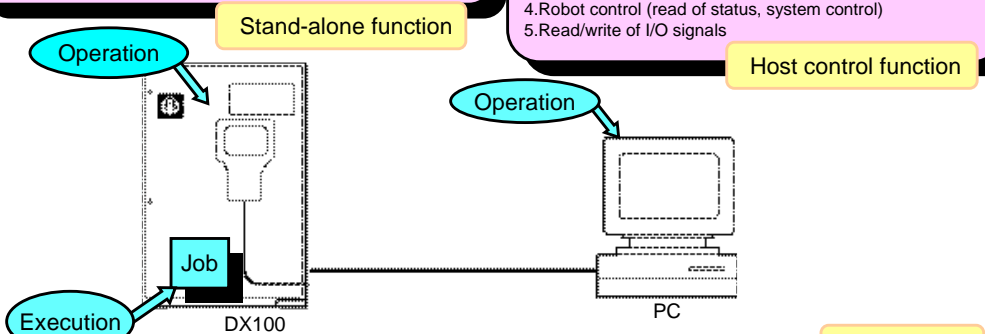 4.Robot control (read of status, system control)
5.Read/write of I/O signals
Stand-alone function
Host control function
Operation
Operation
Job
Execution
DX100
PC